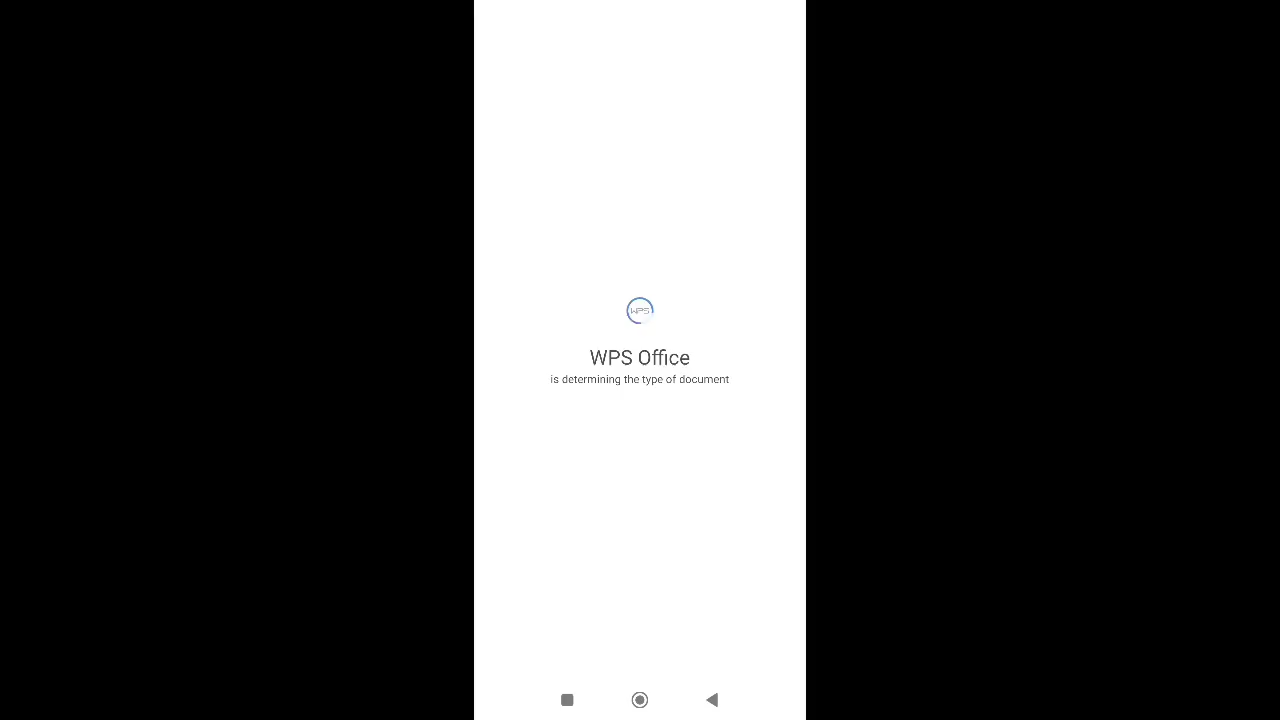 WPS
WPS Office
is determining the type of document